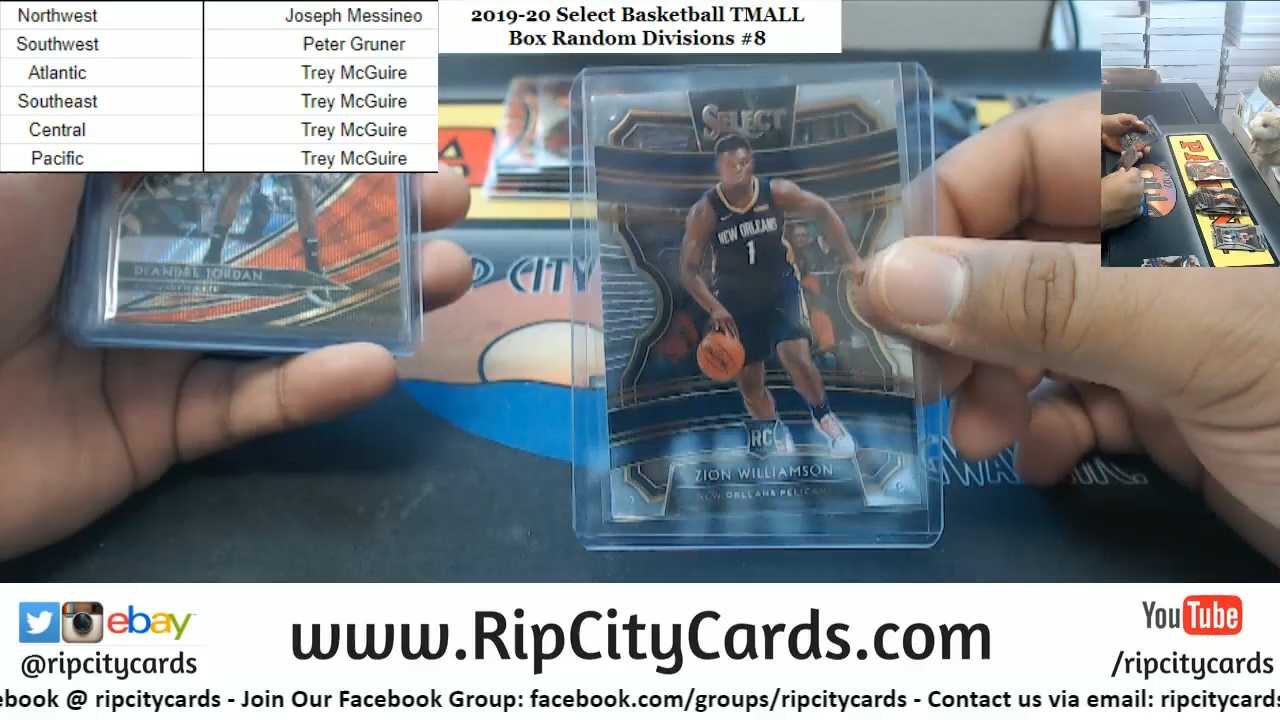 Northwest Joseph Messineo
Southwest Peter Gruner
Atlantic Trey McGuire
Southeast Trey McGuire
Central Trey McGuire
Pacific Trey McGuire
2019-20 Select Basketball TMALL
Box Random Divisions #8
SELECT
NEW ORLEANS
1
RC
ZION WILLIAMSON
NEW ORLEANS PELICANS
DEANDRE JORDAN
CITY
ebay
@ripcitycards
www.RipCityCards.com
YouTube
/ripcitycards
ebook @ ripcitycards - Join Our Facebook Group: facebook.com/groups/ripcitycards - Contact us via email: ripcitycards